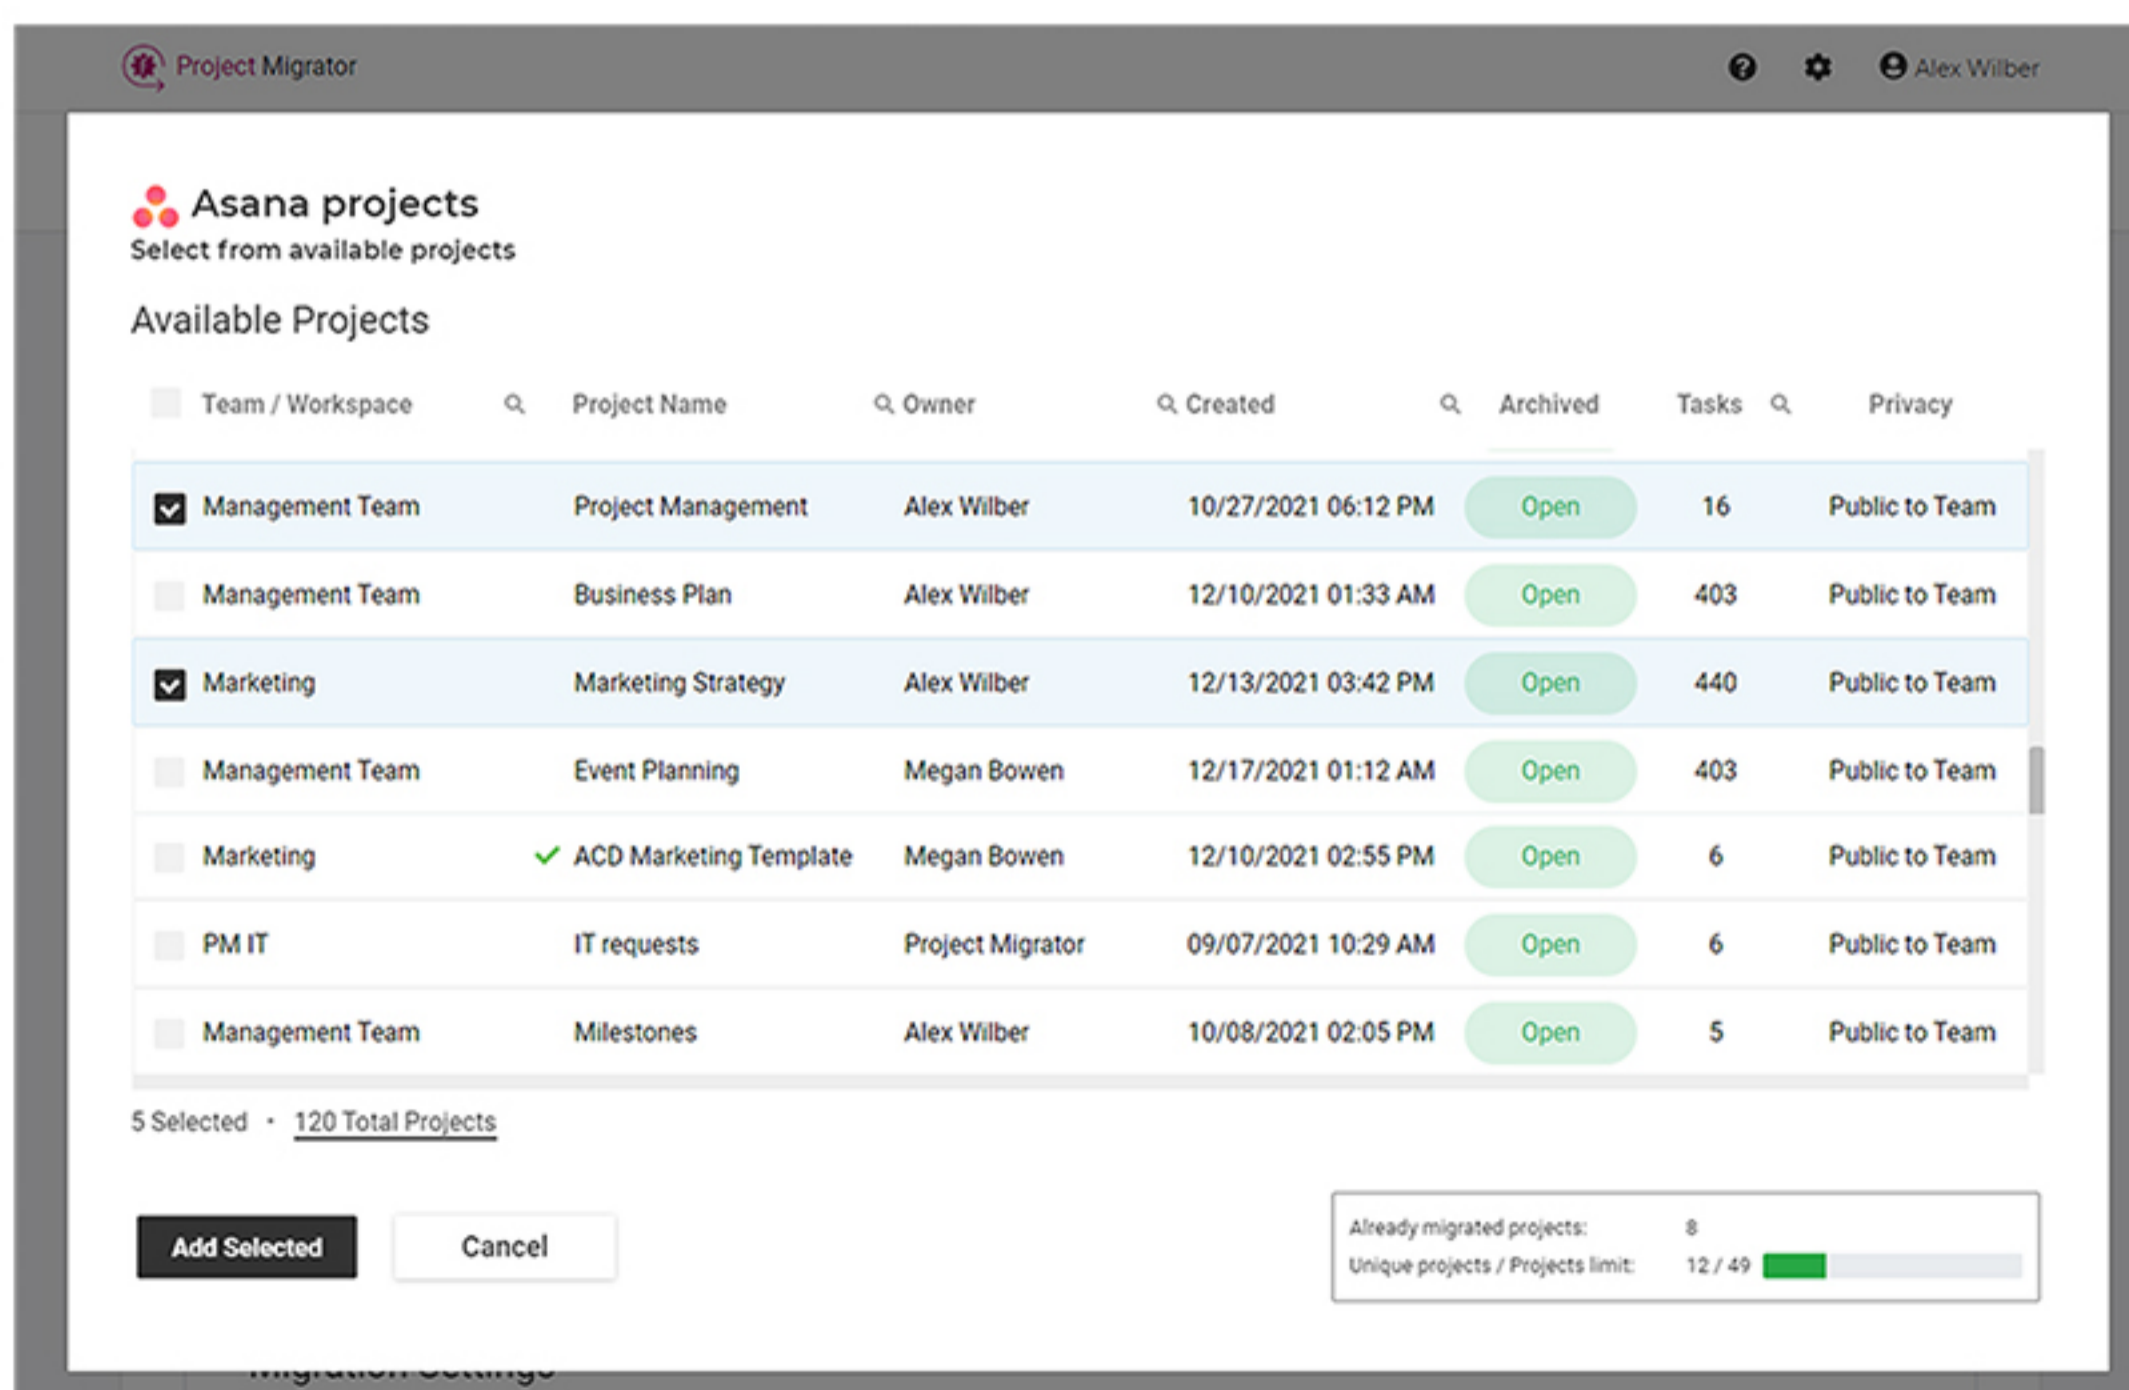 Project Migrator
Alex Wilber
Asana projects
Select from available projects
Available Projects
Team / Workspace Project Name Owner Created Archived Tasks Privacy
Management Team Project Management Alex Wilber 10/27/2021 06:12 PM Open 16 Public to Team
Management Team Business Plan Alex Wilber 12/10/2021 01:33 AM Open 403 Public to Team
Marketing Marketing Strategy Alex Wilber 12/13/2021 03:42 PM Open 440 Public to Team
Management Team Event Planning Megan Bowen 12/17/2021 01:12 AM Open 403 Public to Team
Marketing ACD Marketing Template Megan Bowen 12/10/2021 02:55 PM Open 6 Public to Team
PM IT IT requests Project Migrator 09/07/2021 10:29 AM Open 6 Public to Team
Management Team Milestones Alex Wilber 10/08/2021 02:05 PM Open 5 Public to Team
5 Selected · 120 Total Projects
Add Selected Cancel
Already migrated projects: 8
Unique projects / Projects limit: 12 / 49
Migration Settings